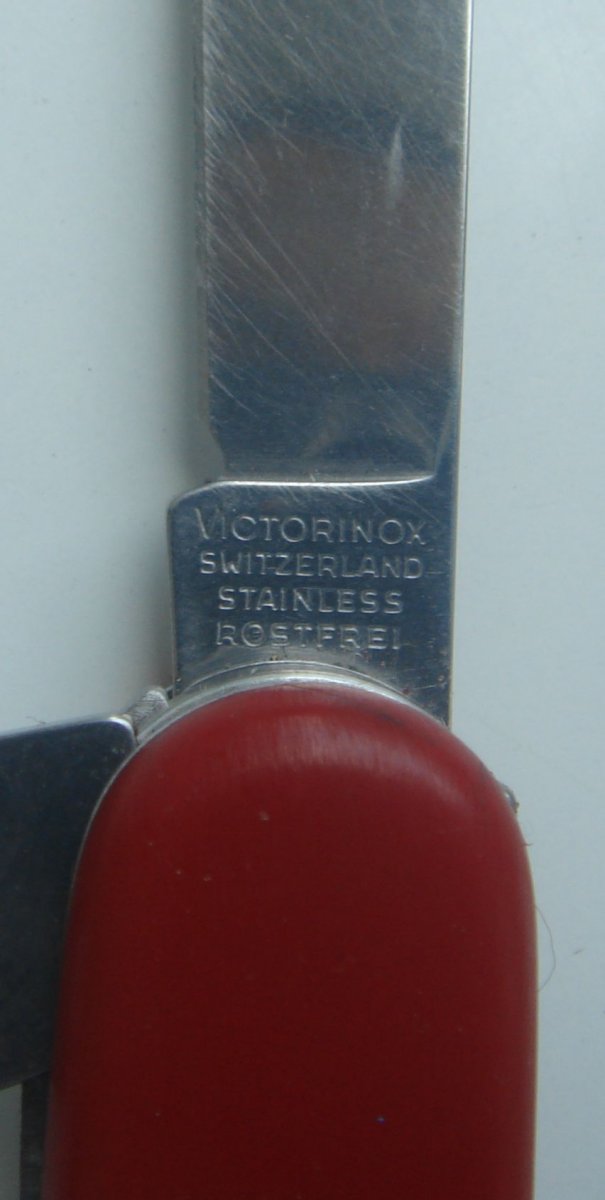 VICTORINOX
SWITZERLAND
STAINLESS
ROSTFREI